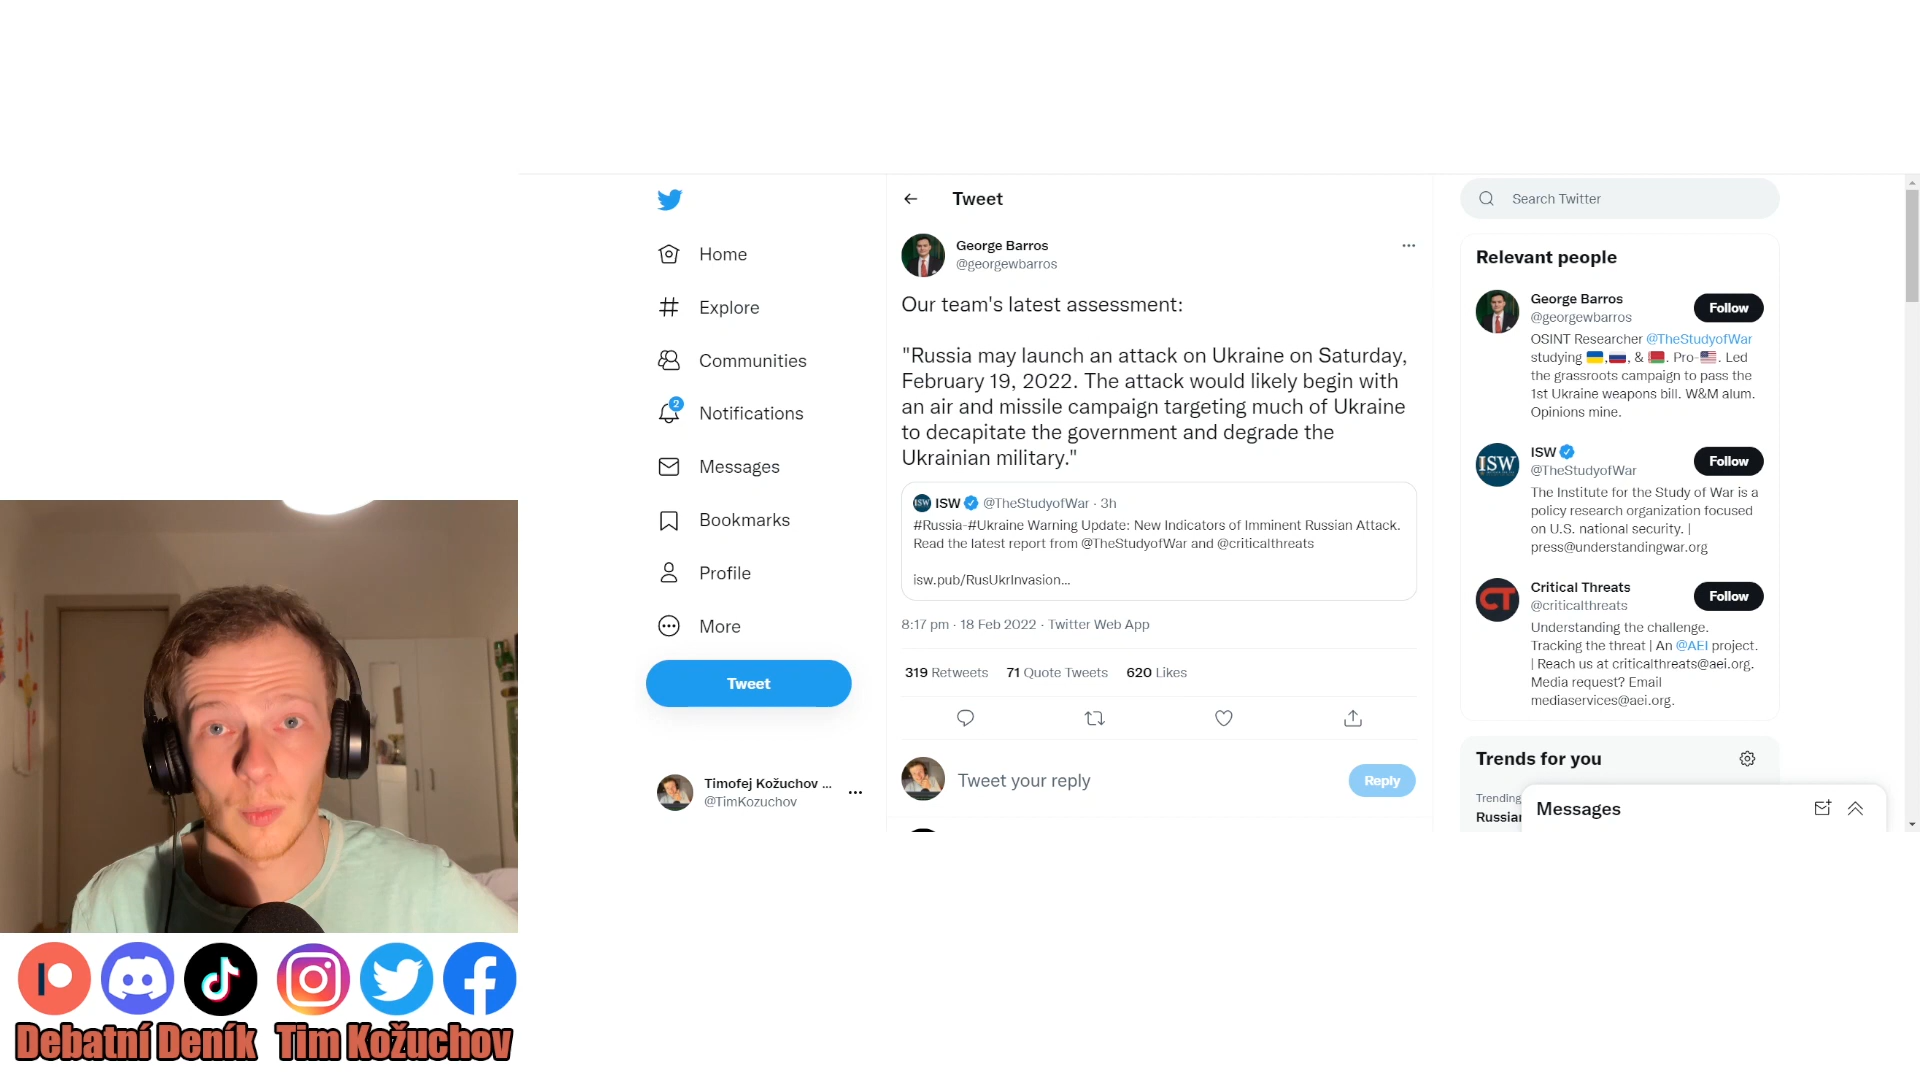 Tweet
Search Twitter
Home
Explore
Communities
2
Notifications
Messages
Bookmarks
Profile
More
Tweet
Timofej Kožuchov ...
@TimKozuchov
George Barros
@georgewbarros
Our team's latest assessment:
"Russia may launch an attack on Ukraine on Saturday,
February 19, 2022. The attack would likely begin with
an air and missile campaign targeting much of Ukraine
to decapitate the government and degrade the
Ukrainian military."
ISW ISW @TheStudyofWar · 3h
#Russia-#Ukraine Warning Update: New Indicators of Imminent Russian Attack.
Read the latest report from @TheStudyofWar and @criticalthreats
isw.pub/RusUkrInvasion...
8:17 pm · 18 Feb 2022 · Twitter Web App
319 Retweets 71 Quote Tweets 620 Likes
Tweet your reply
Reply
Relevant people
George Barros
@georgewbarros
Follow
OSINT Researcher @TheStudyofWar
studying 🇺🇦,🇷🇺, & 🇧🇾. Pro-🇺🇸. Led
the grassroots campaign to pass the
1st Ukraine weapons bill. W&M alum.
Opinions mine.
ISW
ISW
@TheStudyofWar
Follow
The Institute for the Study of War is a
policy research organization focused
on U.S. national security. |
press@understandingwar.org
CT
Critical Threats
@criticalthreats
Follow
Understanding the challenge.
Tracking the threat | An @AEI project.
| Reach us at criticalthreats@aei.org.
Media request? Email
mediaservices@aei.org.
Trends for you
Trending
Russian
Messages
Debatní Deník Tim Kožuchov